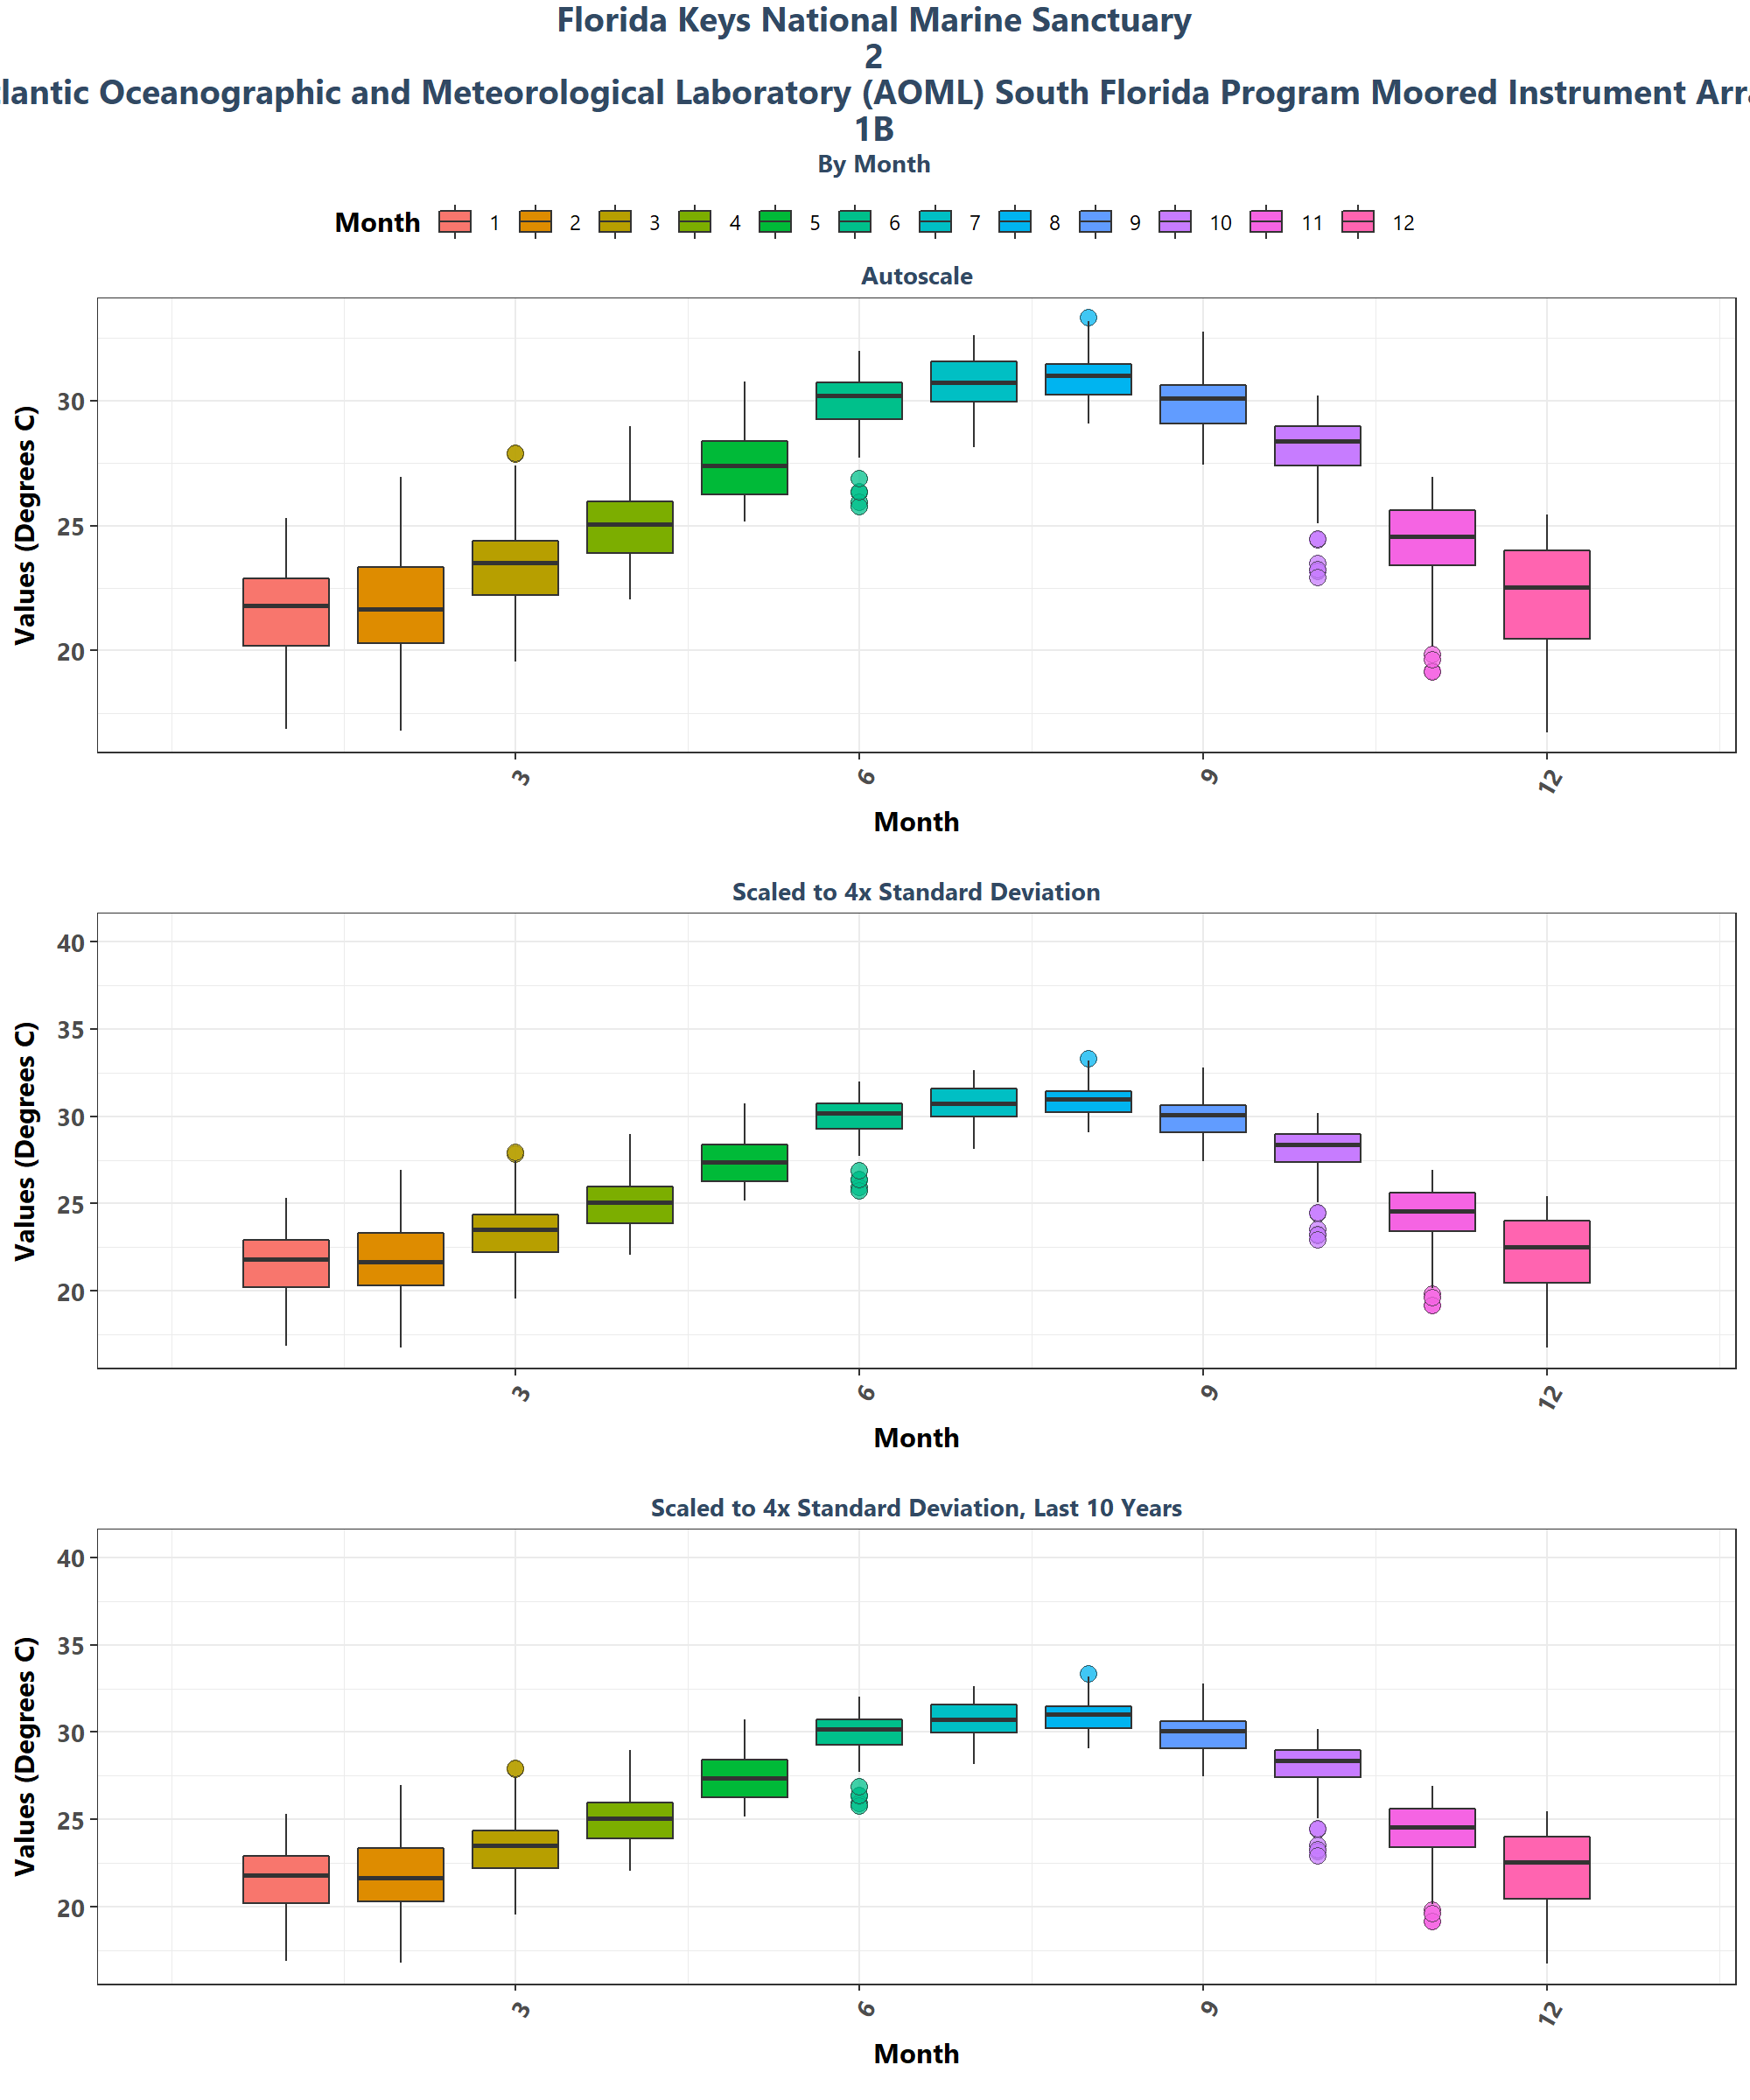 Florida Keys National Marine Sanctuary
2
Oceanographic and Meteorological Laboratory (AOML) South Florida Program Moored Instrument
1B
By Month
Month 1 2 3 4 5 6 7 8 9 10 11 12
Autoscale
Values (Degrees C)
30
25
20
3 6 9 12
Month
Scaled to 4x Standard Deviation
Values (Degrees C)
40
35
30
25
20
3 6 9 12
Month
Scaled to 4x Standard Deviation, Last 10 Years
Values (Degrees C)
40
35
30
25
20
3 6 9 12
Month